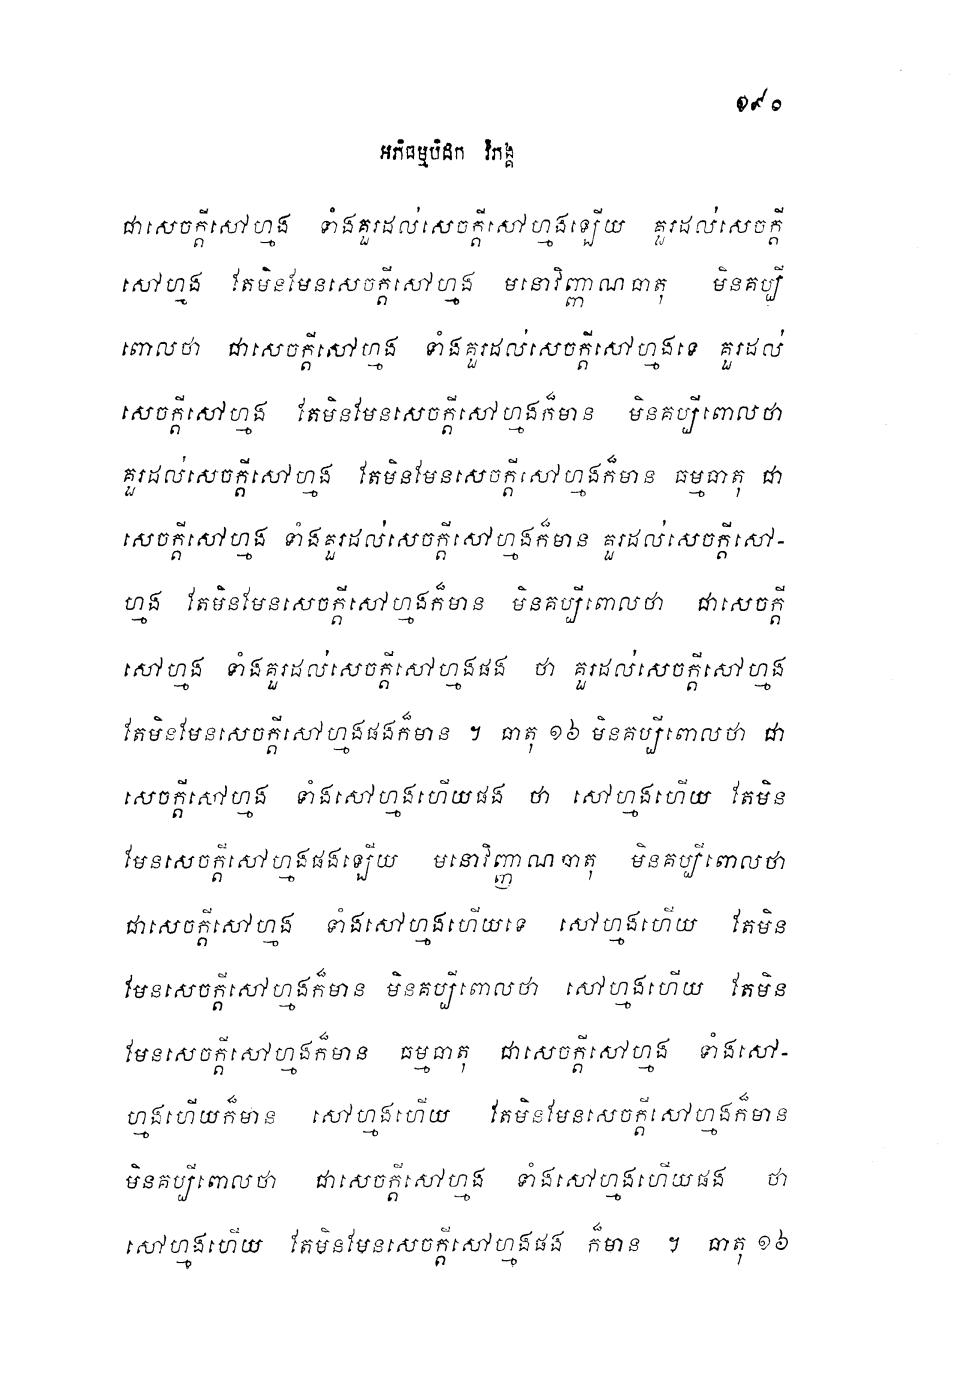 ១៩០
អភិធម្មបិដក វិភង្គ
ជាសេចក្តីសៅហ្មង ទាំងគួរដល់សេចក្តីសៅហ្មងឡើយ គួរដល់សេចក្តី
សៅហ្មង តែមិនមែនសេចក្តីសៅហ្មង មនោវិញ្ញាណធាតុ មិនគប្បី
ពោលថា ជាសេចក្តីសៅហ្មង ទាំងគួរដល់សេចក្តីសៅហ្មងទេ គួរដល់
សេចក្តីសៅហ្មង តែមិនមែនសេចក្តីសៅហ្មងក៏មាន មិនគប្បីពោលថា
គួរដល់សេចក្តីសៅហ្មង តែមិនមែនសេចក្តីសៅហ្មងក៏មាន ធម្មធាតុ ជា
សេចក្តីសៅហ្មង ទាំងគួរដល់សេចក្តីសៅហ្មងក៏មាន គួរដល់សេចក្តីសៅ-
ហ្មង តែមិនមែនសេចក្តីសៅហ្មងក៏មាន មិនគប្បីពោលថា ជាសេចក្តី
សៅហ្មង ទាំងគួរដល់សេចក្តីសៅហ្មងផង ថា គួរដល់សេចក្តីសៅហ្មង
តែមិនមែនសេចក្តីសៅហ្មងផងក៏មាន ។ ធាតុ ១៦ មិនគប្បីពោលថា ជា
សេចក្តីសៅហ្មង ទាំងសៅហ្មងហើយផង ថា សៅហ្មងហើយ តែមិន
មែនសេចក្តីសៅហ្មងផងឡើយ មនោវិញ្ញាណធាតុ មិនគប្បីពោលថា
ជាសេចក្តីសៅហ្មង ទាំងសៅហ្មងហើយទេ សៅហ្មងហើយ តែមិន
មែនសេចក្តីសៅហ្មងក៏មាន មិនគប្បីពោលថា សៅហ្មងហើយ តែមិន
មែនសេចក្តីសៅហ្មងក៏មាន ធម្មធាតុ ជាសេចក្តីសៅហ្មង ទាំងសៅ-
ហ្មងហើយក៏មាន សៅហ្មងហើយ តែមិនមែនសេចក្តីសៅហ្មងក៏មាន
មិនគប្បីពោលថា ជាសេចក្តីសៅហ្មង ទាំងសៅហ្មងហើយផង ថា
សៅហ្មងហើយ តែមិនមែនសេចក្តីសៅហ្មងផង ក៏មាន ។ ធាតុ ១៦